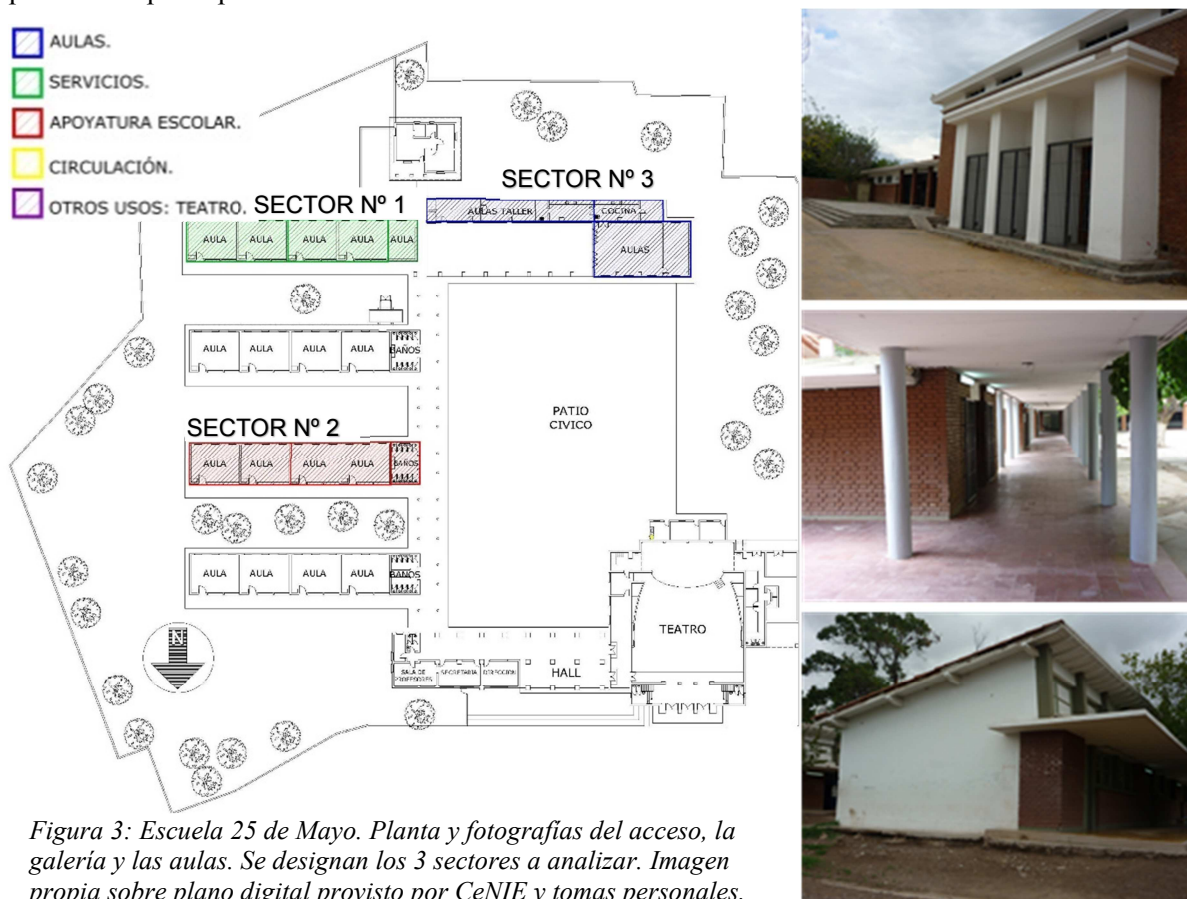 AULAS.
SERVICIOS.
APOYATURA ESCOLAR.
CIRCULACIÓN.
OTROS USOS: TEATRO.
SECTOR Nº 1
SECTOR Nº 3
AULAS TALLER
COCINA
AULA AULA AULA AULA AULA
AULAS
AULA AULA AULA AULA BAÑOS
PATIO
CIVICO
SECTOR Nº 2
AULA AULA AULA AULA BAÑOS
AULA AULA AULA AULA BAÑOS
TEATRO
N
SALA DE
PROFESORES
SECRETARIA
DIRECCION
HALL
Figura 3: Escuela 25 de Mayo. Planta y fotografías del acceso, la
galería y las aulas. Se designan los 3 sectores a analizar. Imagen
propia sobre plano digital provisto por CeNIE y tomas personales.